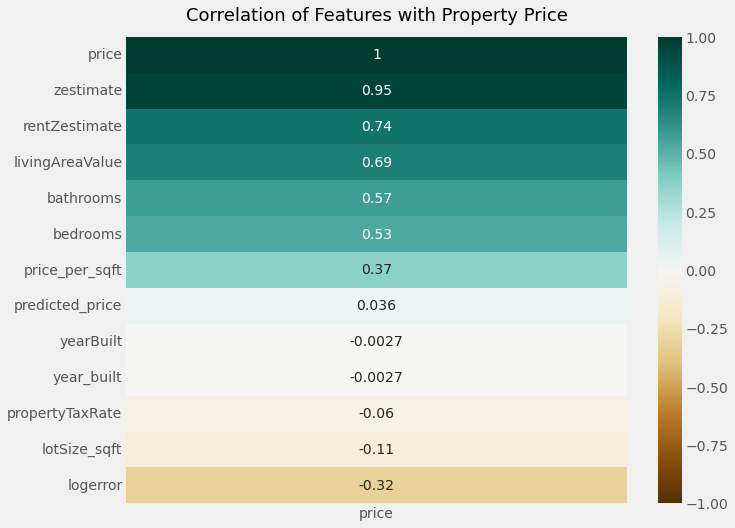 Correlation of Features with Property Price
price 1
zestimate 0.95
rentZestimate 0.74
livingAreaValue 0.69
bathrooms 0.57
bedrooms 0.53
price_per_sqft 0.37
predicted_price 0.036
yearBuilt -0.0027
year_built -0.0027
propertyTaxRate -0.06
lotSize_sqft -0.11
logerror -0.32
price
1.00
0.75
0.50
0.25
0.00
−0.25
−0.50
−0.75
−1.00